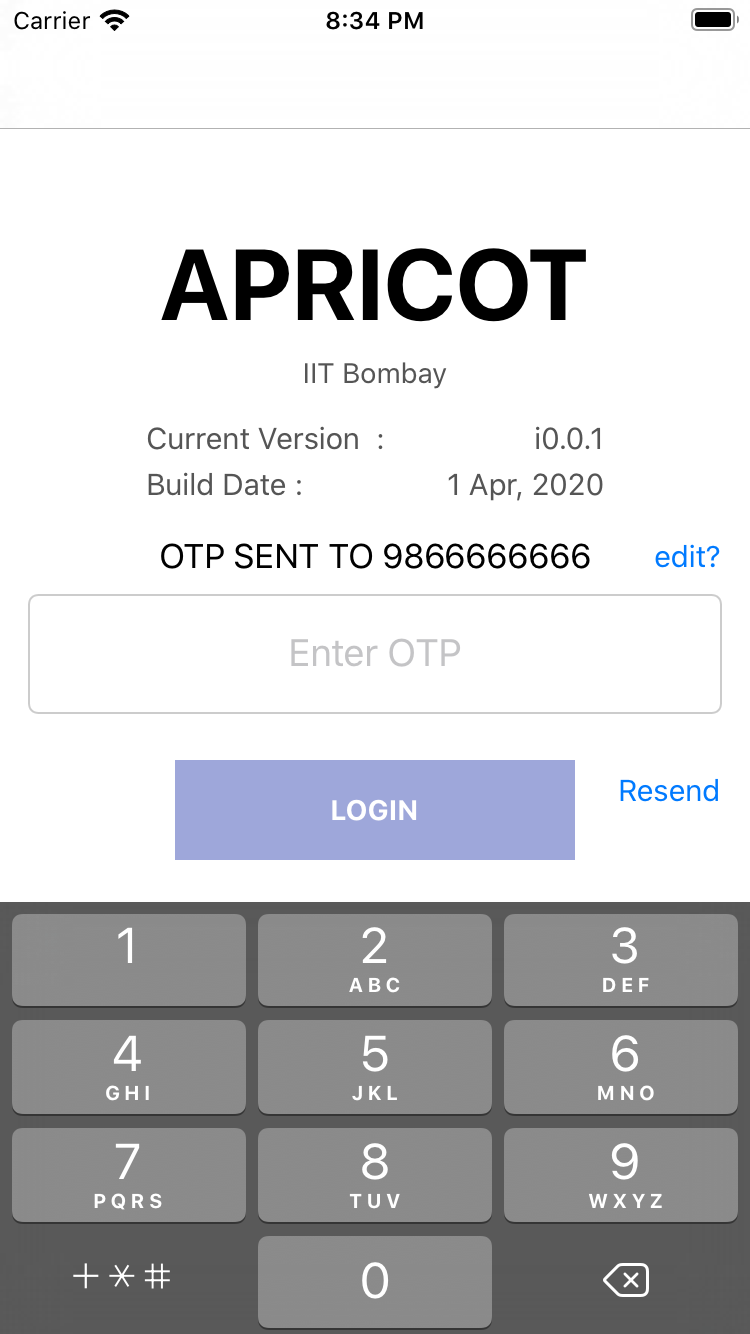 Carrier 8:34 PM
APRICOT
IIT Bombay
Current Version : i0.0.1
Build Date : 1 Apr, 2020
OTP SENT TO 9866666666 edit?
Enter OTP
LOGIN Resend
1 2 3
ABC DEF
4 5 6
GHI JKL MNO
7 8 9
PQRS TUV WXYZ
+ * # 0